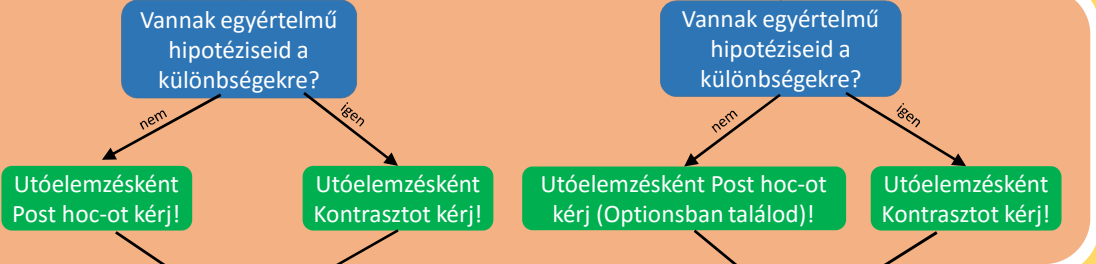 Vannak egyértelmű
hipotéziseid a
különbségekre?
nem
igen
Utóelemzésként
Post hoc-ot kérj!
Utóelemzésként
Kontrasztot kérj!
Vannak egyértelmű
hipotéziseid a
különbségekre?
nem
igen
Utóelemzésként Post hoc-ot
kérj (Optionsban találod)!
Utóelemzésként
Kontrasztot kérj!